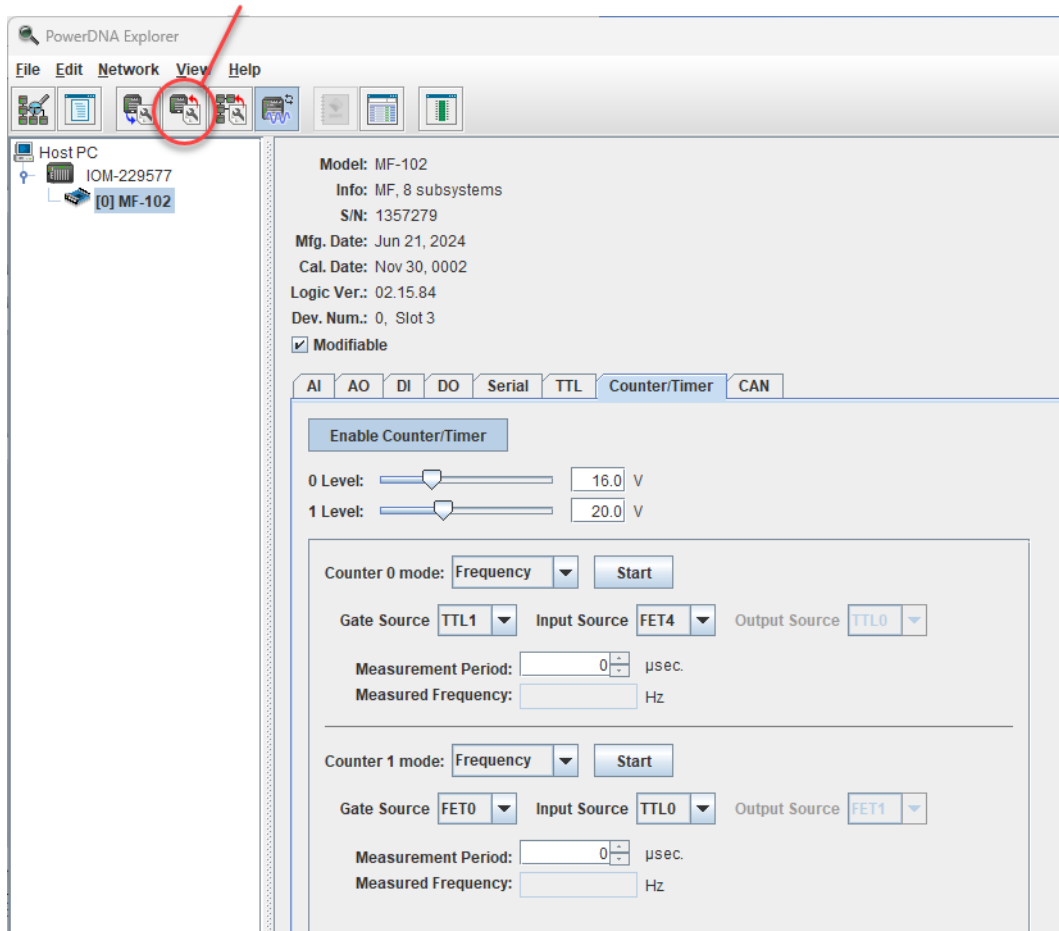 PowerDNA Explorer
File Edit Network View Help
Host PC
IOM-229577
[0] MF-102
Model: MF-102
Info: MF, 8 subsystems
S/N: 1357279
Mfg. Date: Jun 21, 2024
Cal. Date: Nov 30, 0002
Logic Ver.: 02.15.84
Dev. Num.: 0, Slot 3
Modifiable
AI AO DI DO Serial TTL Counter/Timer CAN
Enable Counter/Timer
0 Level: 16.0 V
1 Level: 20.0 V
Counter 0 mode: Frequency Start
Gate Source TTL1 Input Source FET4 Output Source TTL0
Measurement Period: 0 µsec.
Measured Frequency: Hz
Counter 1 mode: Frequency Start
Gate Source FET0 Input Source TTL0 Output Source FET1
Measurement Period: 0 µsec.
Measured Frequency: Hz